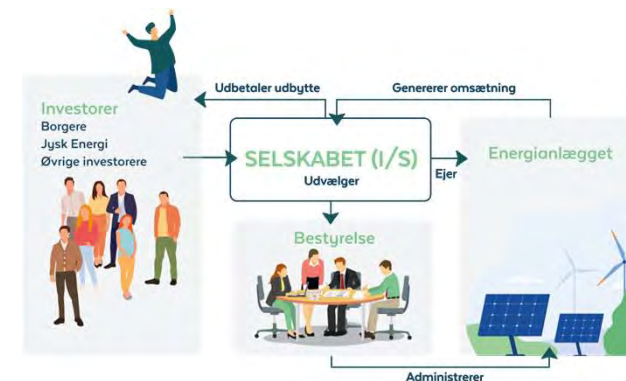 Udbetaler udbytte
Genererer omsætning
Investorer
Borgere
Jysk Energi
Øvrige investorere
SELSKABET (I/S)
Udvælger
Ejer
Energianlægget
Bestyrelse
Administrerer